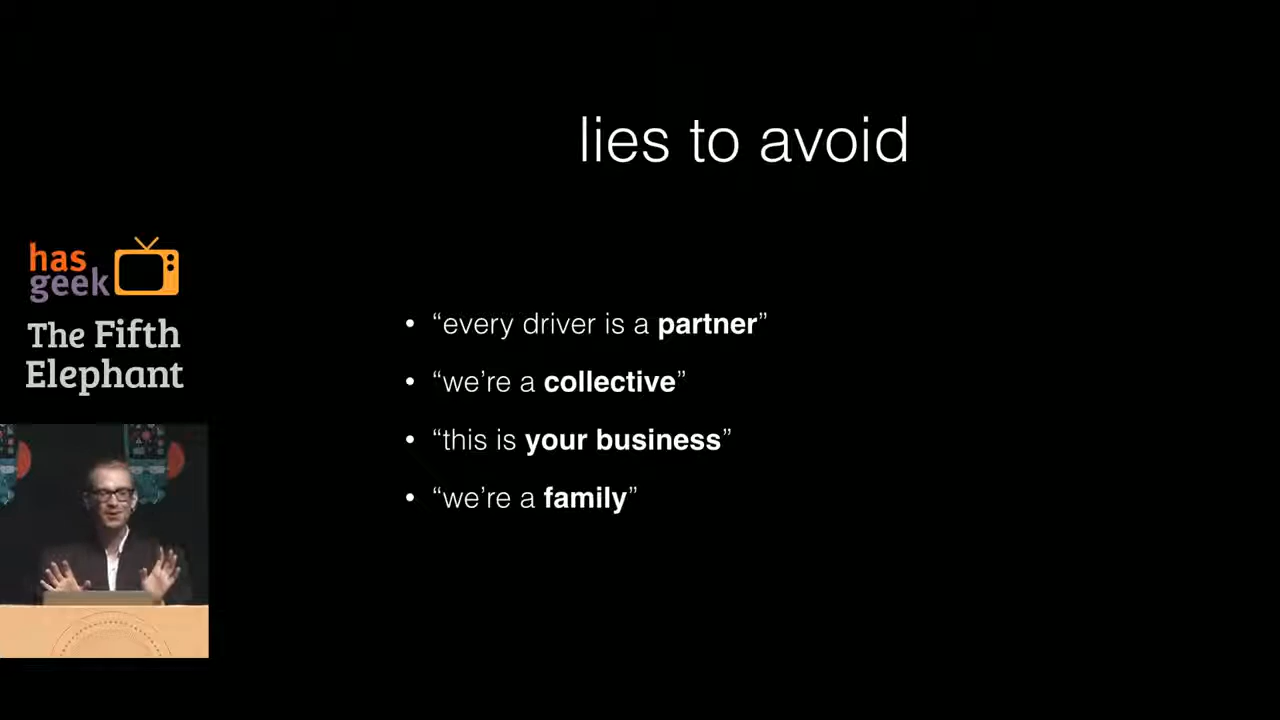 lies to avoid
has
geek
The Fifth
Elephant
• “every driver is a partner”
• “we’re a collective”
• “this is your business”
• “we’re a family”